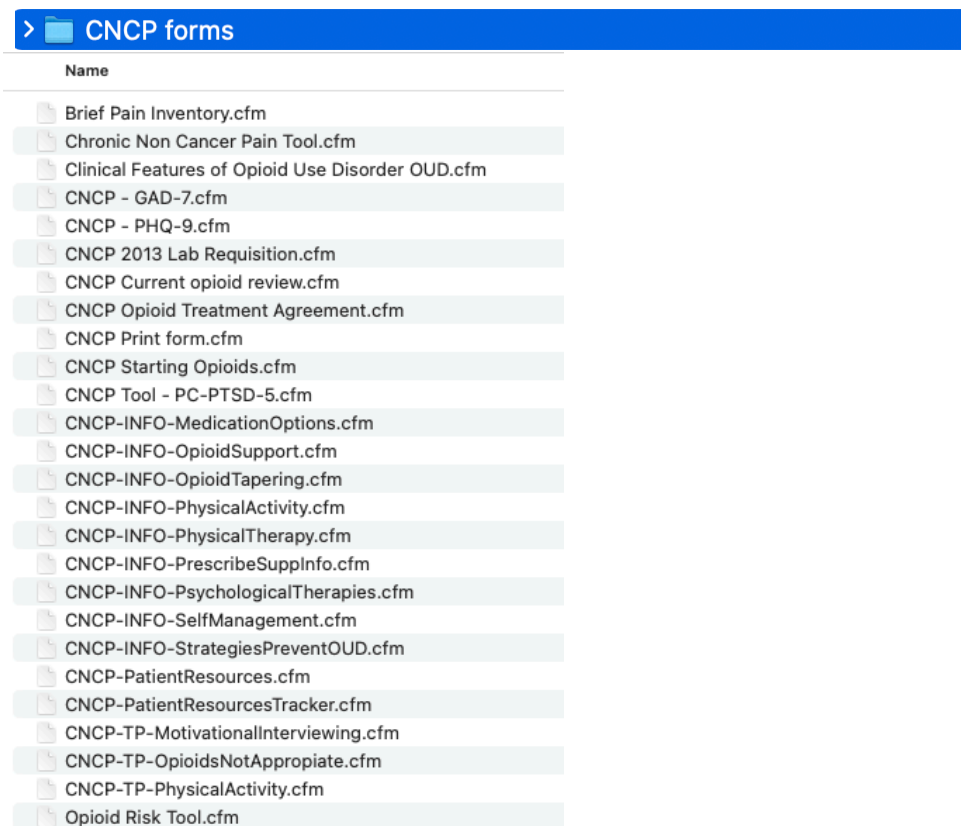 CNCP forms
Name
Brief Pain Inventory.cfm
Chronic Non Cancer Pain Tool.cfm
Clinical Features of Opioid Use Disorder OUD.cfm
CNCP - GAD-7.cfm
CNCP - PHQ-9.cfm
CNCP 2013 Lab Requisition.cfm
CNCP Current opioid review.cfm
CNCP Opioid Treatment Agreement.cfm
CNCP Print form.cfm
CNCP Starting Opioids.cfm
CNCP Tool - PC-PTSD-5.cfm
CNCP-INFO-MedicationOptions.cfm
CNCP-INFO-OpioidSupport.cfm
CNCP-INFO-OpioidTapering.cfm
CNCP-INFO-PhysicalActivity.cfm
CNCP-INFO-PhysicalTherapy.cfm
CNCP-INFO-PrescribeSuppInfo.cfm
CNCP-INFO-PsychologicalTherapies.cfm
CNCP-INFO-SelfManagement.cfm
CNCP-INFO-StrategiesPreventOUD.cfm
CNCP-PatientResources.cfm
CNCP-PatientResourcesTracker.cfm
CNCP-TP-MotivationalInterviewing.cfm
CNCP-TP-OpioidsNotAppropiate.cfm
CNCP-TP-PhysicalActivity.cfm
Opioid Risk Tool.cfm